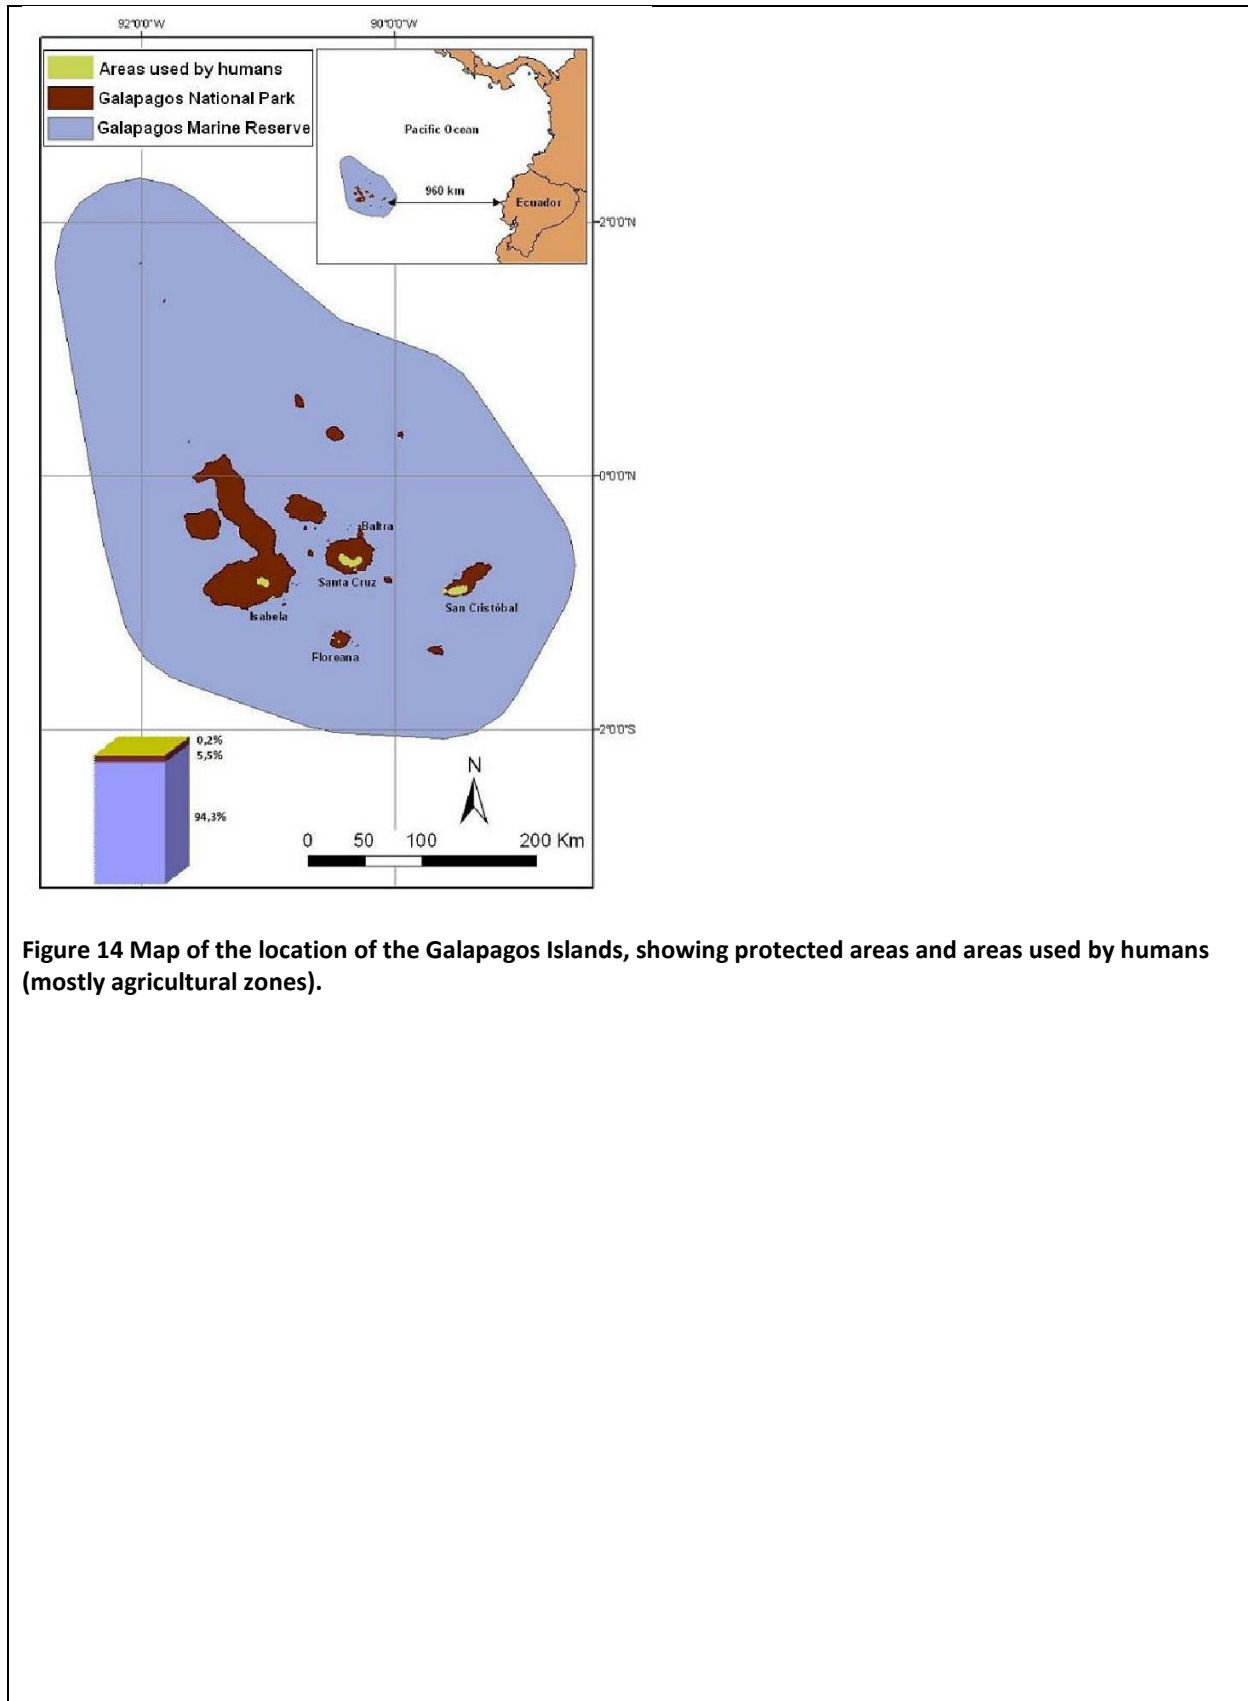 92°0'0"W
90°0'0"W
Areas used by humans
Galapagos National Park
Galapagos Marine Reserve
Pacific Ocean
960 km
Ecuador
2°0'0"N
0°0'0"N
Baltra
Santa Cruz
San Cristóbal
Isabela
Floreana
2°0'0"S
0,2%
5,5%
94,3%
N
0 50 100 200 Km
Figure 14 Map of the location of the Galapagos Islands, showing protected areas and areas used by humans
(mostly agricultural zones).